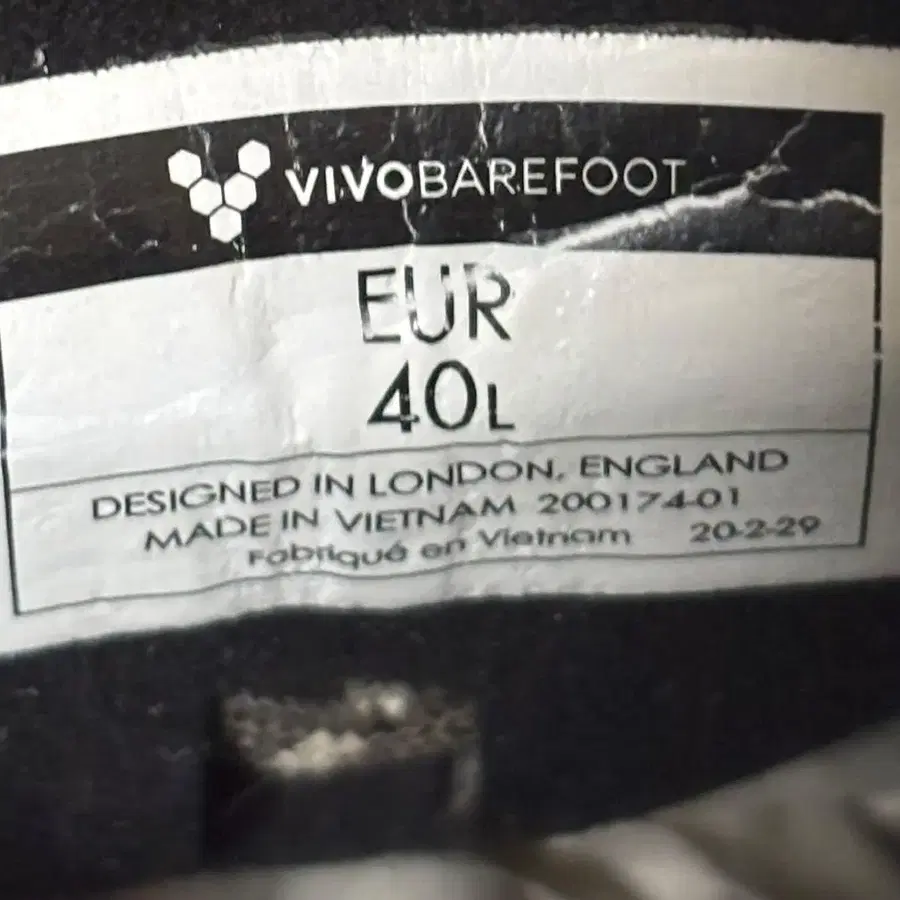 VIVOBAREFOOT
EUR
40L
DESIGNED IN LONDON, ENGLAND
MADE IN VIETNAM 200174-01
Fabriqué en Vietnam 20-2-29